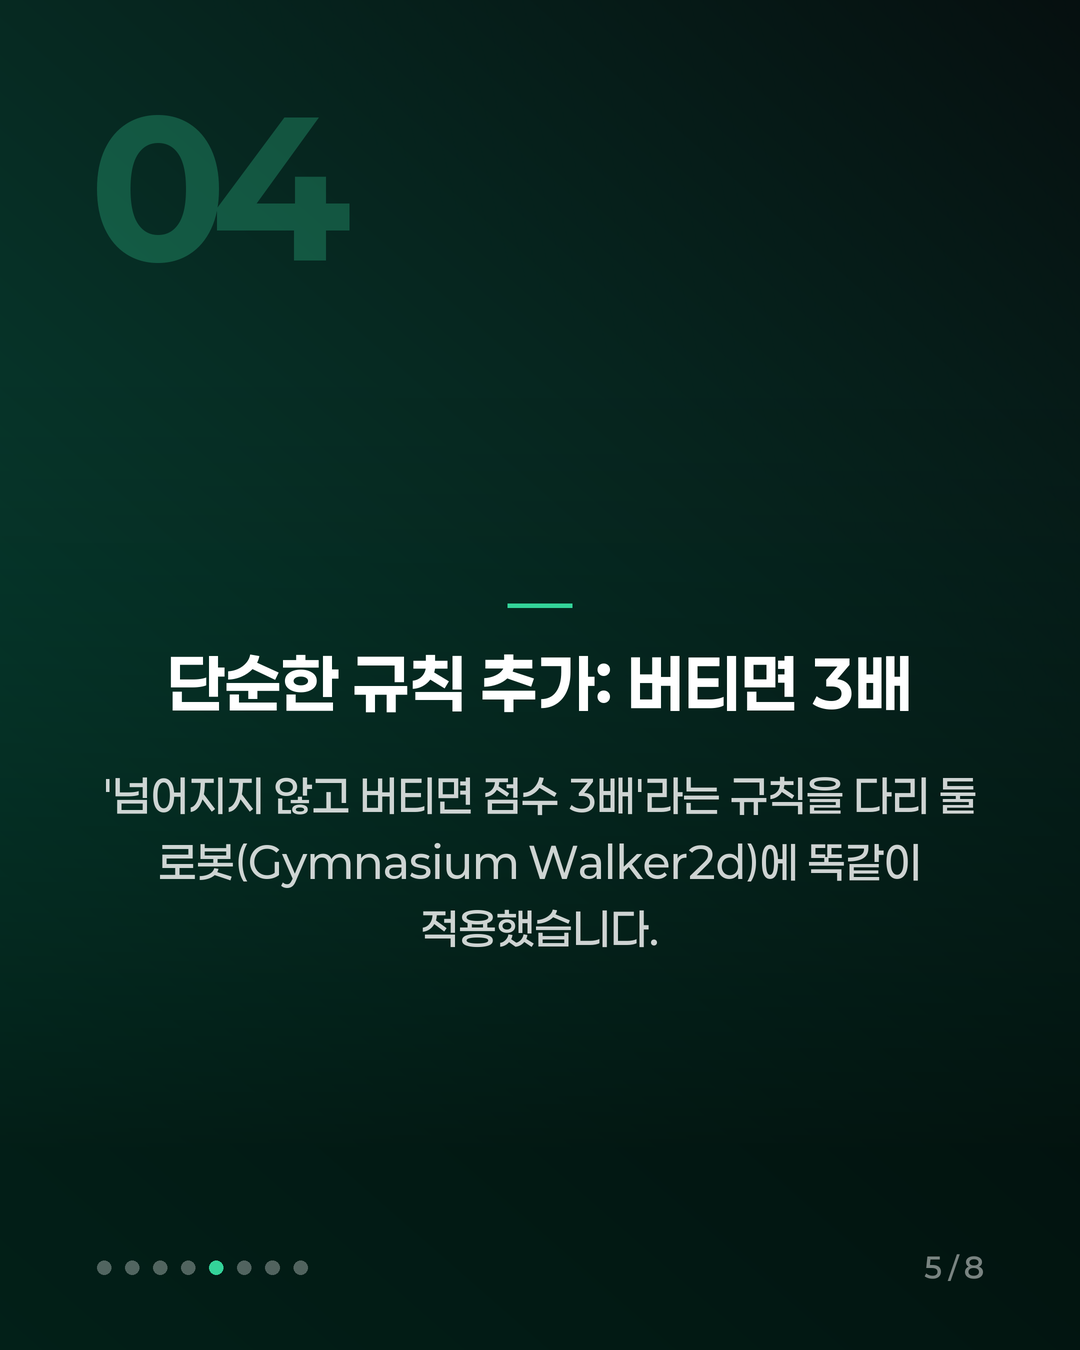 04
단순한 규칙 추가: 버티면 3배
'넘어지지 않고 버티면 점수 3배'라는 규칙을 다리 둘
로봇(Gymnasium Walker2d)에 똑같이
적용했습니다.
5/8